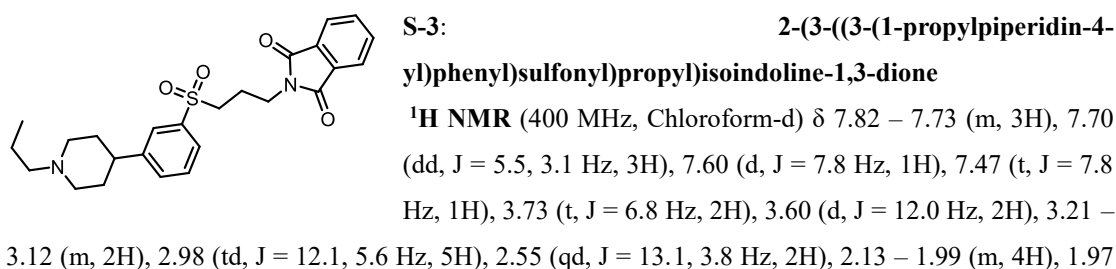 S-3: 2-(3-((3-(1-propylpiperidin-4-
yl)phenyl)sulfonyl)propyl)isoindoline-1,3-dione
¹H NMR (400 MHz, Chloroform-d) δ 7.82 – 7.73 (m, 3H), 7.70
(dd, J = 5.5, 3.1 Hz, 3H), 7.60 (d, J = 7.8 Hz, 1H), 7.47 (t, J = 7.8
Hz, 1H), 3.73 (t, J = 6.8 Hz, 2H), 3.60 (d, J = 12.0 Hz, 2H), 3.21 –
3.12 (m, 2H), 2.98 (td, J = 12.1, 5.6 Hz, 5H), 2.55 (qd, J = 13.1, 3.8 Hz, 2H), 2.13 – 1.99 (m, 4H), 1.97
O
O
O
S
N
O
N